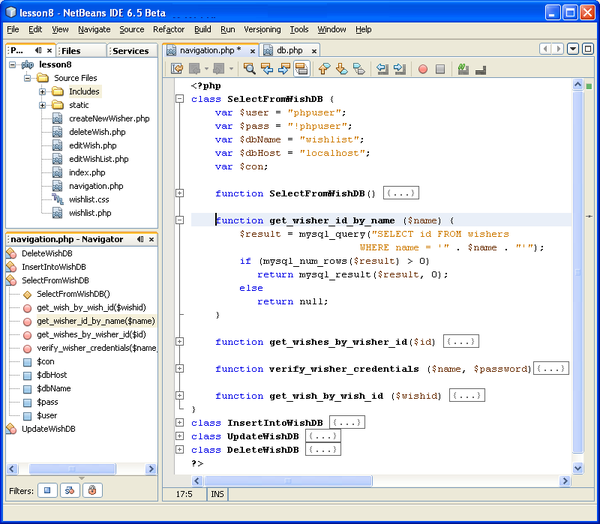 lesson8 - NetBeans IDE 6.5 Beta
File Edit View Navigate Source Refactor Build Run Versioning Tools Window Help
P... Files Services
lesson8
Source Files
Includes
static
createNewWisher.php
deleteWish.php
editWish.php
editWishList.php
index.php
navigation.php
wishlist.css
wishlist.php
navigation.php - Navigator
DeleteWishDB
InsertIntoWishDB
SelectFromWishDB
SelectFromWishDB()
get_wish_by_wish_id($wishid)
get_wisher_id_by_name($name)
get_wishes_by_wisher_id($id)
verify_wisher_credentials($name,
$con
$dbHost
$dbName
$pass
$user
UpdateWishDB
Filters:
navigation.php * db.php
<?php
class SelectFromWishDB {
var $user = "phpuser";
var $pass = "!phpuser";
var $dbName = "wishlist";
var $dbHost = "localhost";
var $con;
function SelectFromWishDB() {...}
function get_wisher_id_by_name ($name) {
$result = mysql_query("SELECT id FROM wishers
WHERE name = '" . $name . "'");
if (mysql_num_rows($result) > 0)
return mysql_result($result, 0);
else
return null;
}
function get_wishes_by_wisher_id($id) {...}
function verify_wisher_credentials ($name, $password){...}
function get_wish_by_wish_id ($wishid) {...}
}
class InsertIntoWishDB {...}
class UpdateWishDB {...}
class DeleteWishDB {...}
?>
17:5 INS